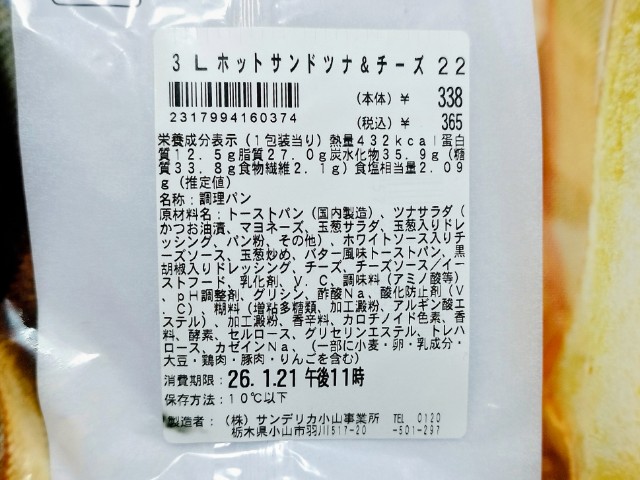 3 L ホットサンドツナ&チーズ 22
2317994160374
(本体) ¥ 338
(税込) ¥ 365
栄養成分表示(1包装当り)熱量432kcal蛋白
質12.5g脂質27.0g炭水化物35.9g(糖
質33.8g食物繊維2.1g)食塩相当量2.09
g(推定値)
名称:調理パン
原材料名:トーストパン(国内製造)、ツナサラダ(
かつお油漬、マヨネーズ、玉葱サラダ、玉葱入りドレ
ッシング、パン粉、その他)、ホワイトソース入りチ
ーズソース、玉葱炒め、バター風味トーストパン、黒
胡椒入りドレッシング、チーズ、チーズソース/イー
ストフード、乳化剤、V.C、調味料(アミノ酸等)
、pH調整剤、グリシン、酢酸Na、酸化防止剤(V
.C)、糊料(増粘多糖類、加工澱粉、アルギン酸エ
ステル)、加工澱粉、香辛料、カロチノイド色素、香
料、酵素、セルロース、グリセリンエステル、トレハ
ロース、カゼインNa、(一部に小麦・卵・乳成分・
大豆・鶏肉・豚肉・りんごを含む)
消費期限:26.1.21 午後11時
保存方法:10℃以下
製造者:(株)サンデリカ小山事業所 TEL 0120
栃木県小山市羽川517-20 -501-297